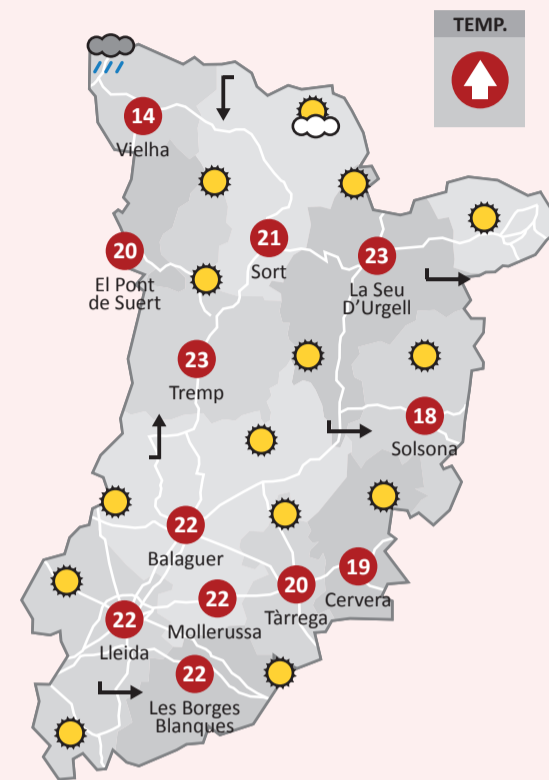 TEMP.
14
Vielha
20
El Pont
de Suert
21
Sort
23
La Seu
D'Urgell
23
Tremp
18
Solsona
22
Balaguer
19
Cervera
20
Tàrrega
22
Mollerussa
22
Lleida
22
Les Borges
Blanques